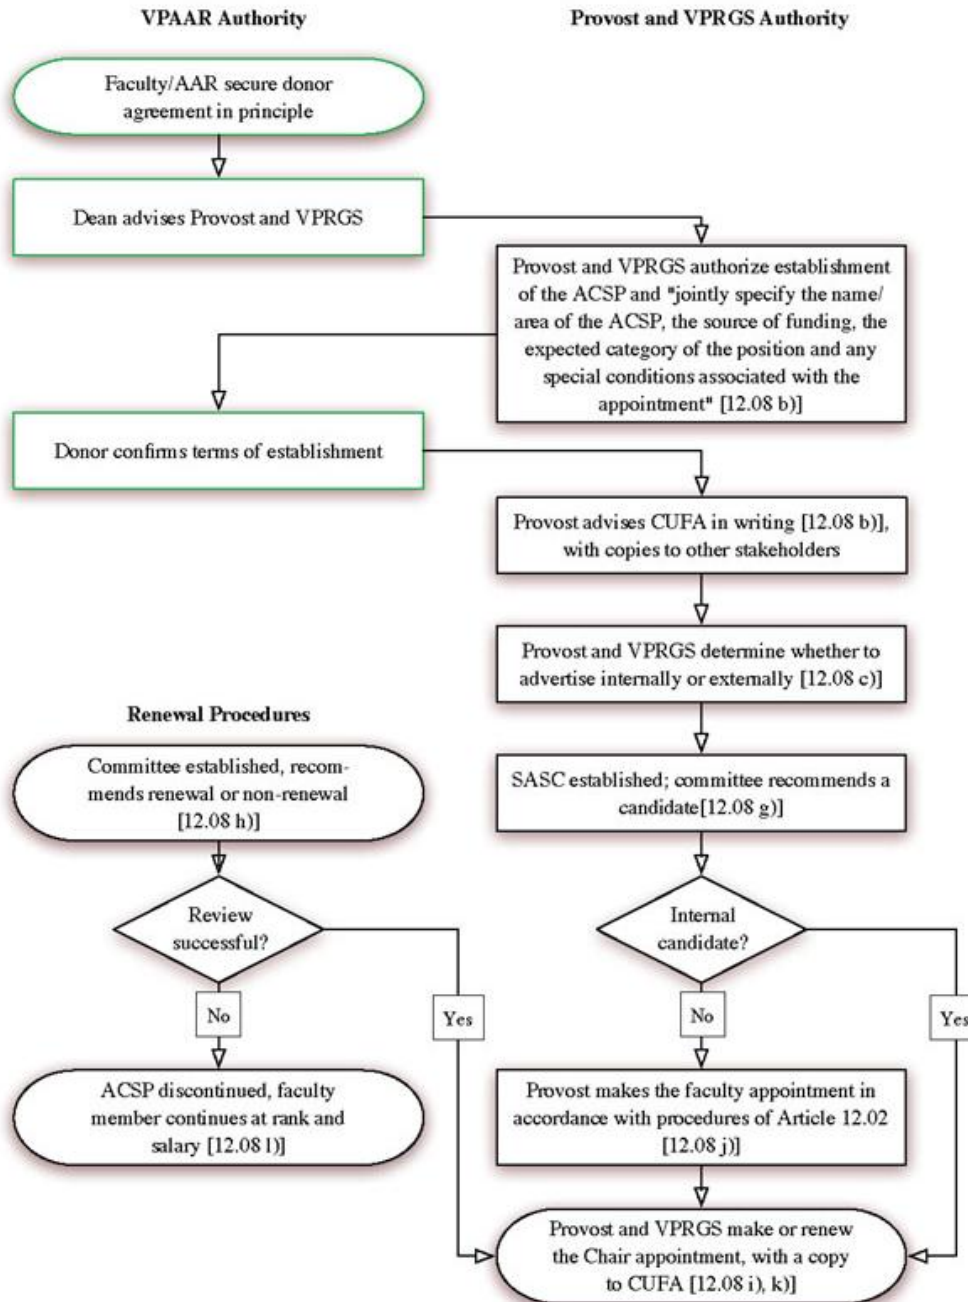 VPAAR Authority
Provost and VPRGS Authority
Faculty/AAR secure donor
agreement in principle
Dean advises Provost and VPRGS
Provost and VPRGS authorize establishment
of the ACSP and "jointly specify the name/
area of the ACSP, the source of funding, the
expected category of the position and any
special conditions associated with the
appointment" [12.08 b)]
Donor confirms terms of establishment
Provost advises CUFA in writing [12.08 b)],
with copies to other stakeholders
Provost and VPRGS determine whether to
advertise internally or externally [12.08 c)]
SASC established; committee recommends a
candidate[12.08 g)]
Internal
candidate?
No
Yes
Provost makes the faculty appointment in
accordance with procedures of Article 12.02
[12.08 j)]
Provost and VPRGS make or renew
the Chair appointment, with a copy
to CUFA [12.08 i), k)]
Renewal Procedures
Committee established, recom-
mends renewal or non-renewal
[12.08 h)]
Review
successful?
No
Yes
ACSP discontinued, faculty
member continues at rank and
salary [12.08 l)]